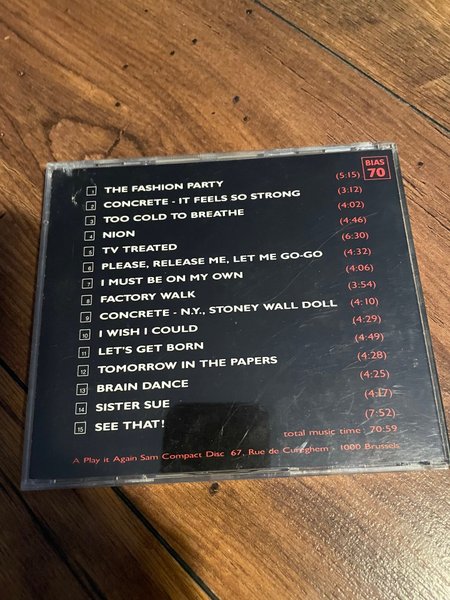 BIAS
70
1 THE FASHION PARTY (5:15)
2 CONCRETE - IT FEELS SO STRONG (3:12)
3 TOO COLD TO BREATHE (4:02)
4 NION (4:46)
5 TV TREATED (6:30)
6 PLEASE, RELEASE ME, LET ME GO-GO (4:32)
7 I MUST BE ON MY OWN (4:06)
8 FACTORY WALK (3:54)
9 CONCRETE - N.Y., STONEY WALL DOLL (4:10)
10 I WISH I COULD (4:29)
11 LET'S GET BORN (4:49)
12 TOMORROW IN THE PAPERS (4:28)
13 BRAIN DANCE (4:25)
14 SISTER SUE (4:17)
15 SEE THAT! (7:52)
total music time : 70:59
A Play it Again Sam Compact Disc 67, Rue de Cureghem - 1000 Brussels